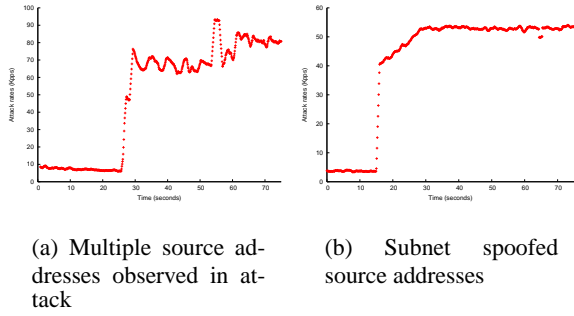 100
90
80
70
60
50
40
30
20
10
0
Attack rates (Kpps)
0 10 20 30 40 50 60 70
Time (seconds)
60
50
40
30
20
10
0
Attack rates (Kpps)
0 10 20 30 40 50 60 70
Time (seconds)
(a) Multiple source ad-
dresses observed in at-
tack
(b) Subnet spoofed
source addresses